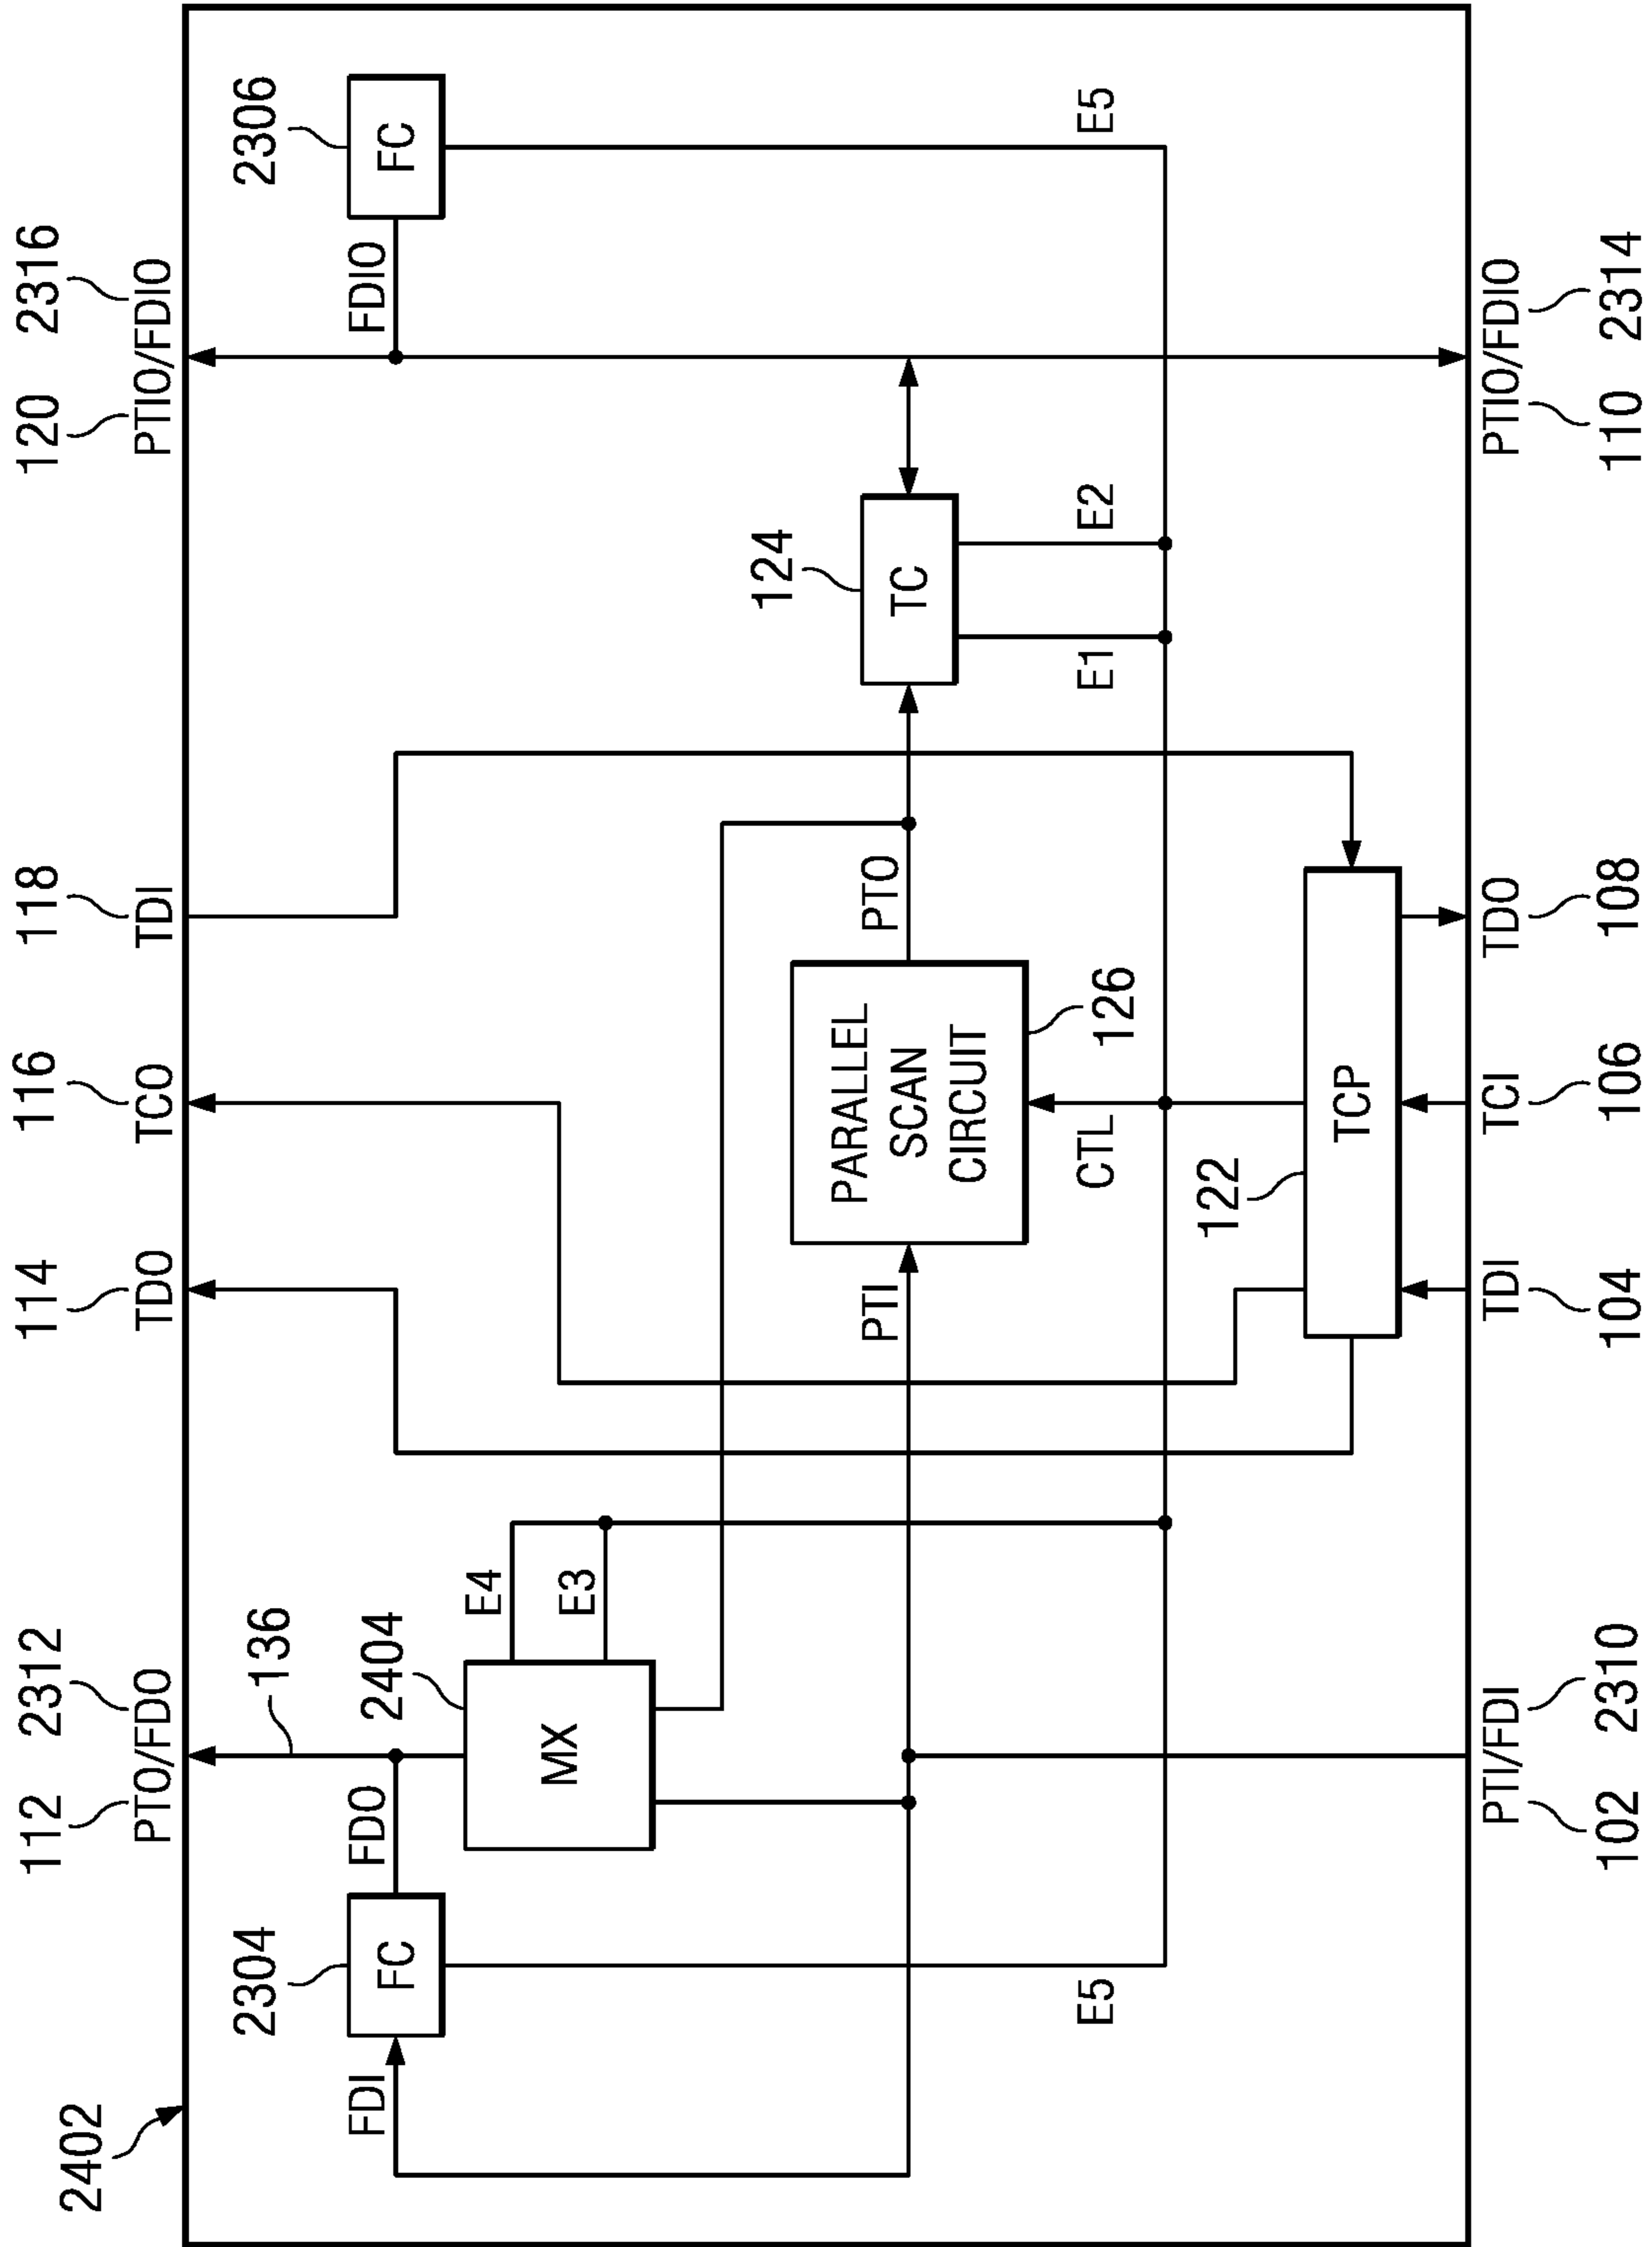 112 2312 114 116 118 120 2316
2402
PTO/FDO TDO TCO TDI PTIO/FDIO
2304 136 2306
FDI FDO FDIO
FC 2404 FC
E4
MX E3
124
PTI PARALLEL PTO
SCAN TC
CIRCUIT
E5 CTL 126 E1 E2 E5
122
TCP
PTI/FDI TDI TCI TDO PTIO/FDIO
102 2310 104 106 108 110 2314